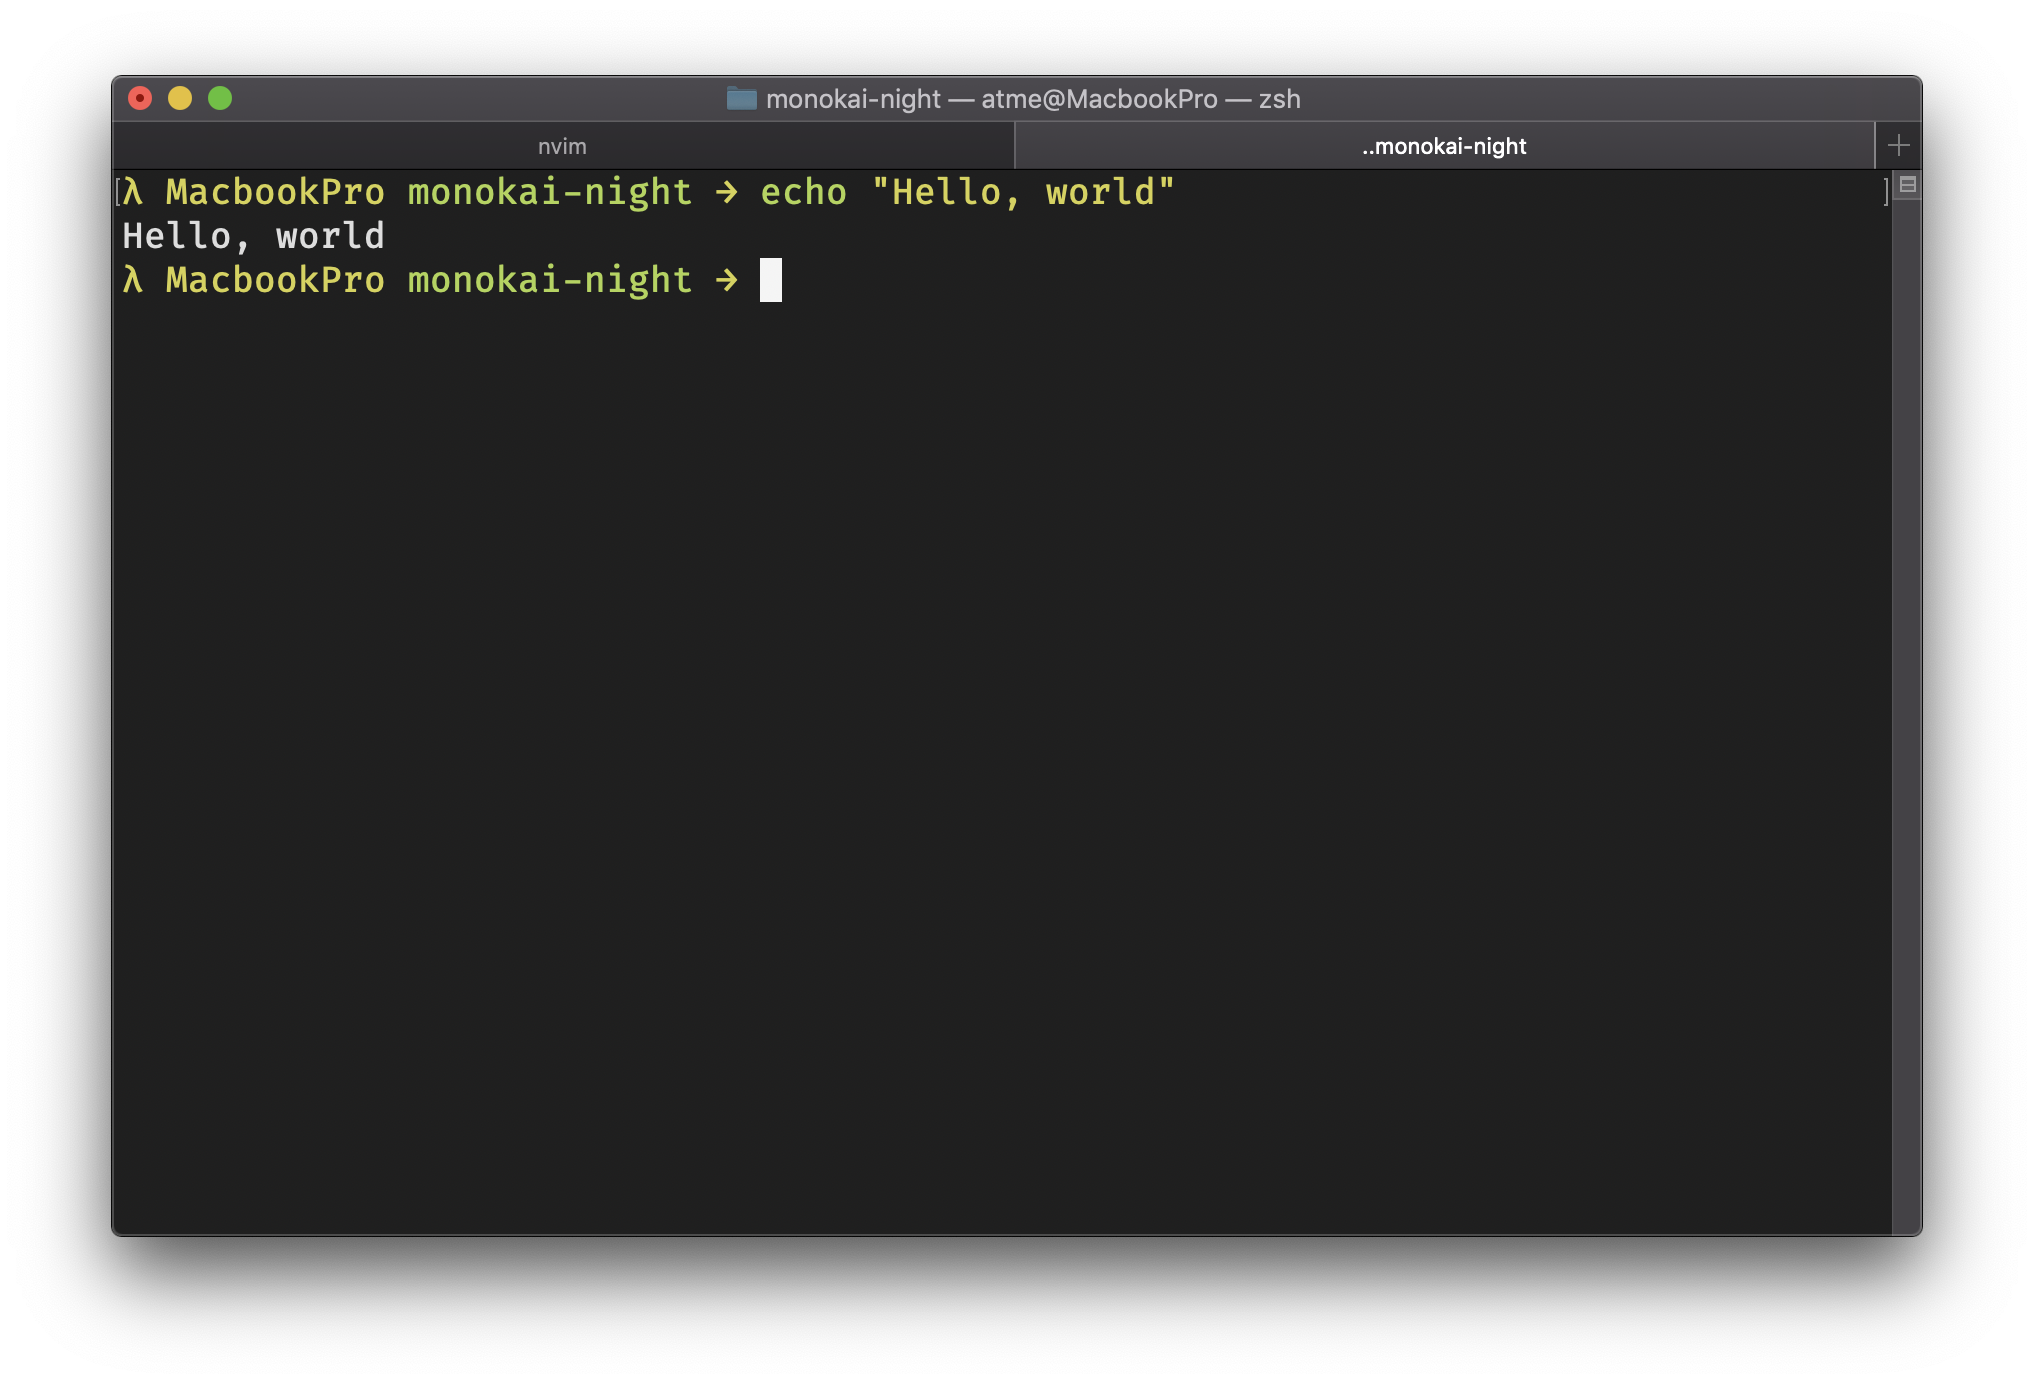 monokai-night — atme@MacbookPro — zsh
nvim
..monokai-night
[λ MacbookPro monokai-night → echo "Hello, world" ]
Hello, world
λ MacbookPro monokai-night →